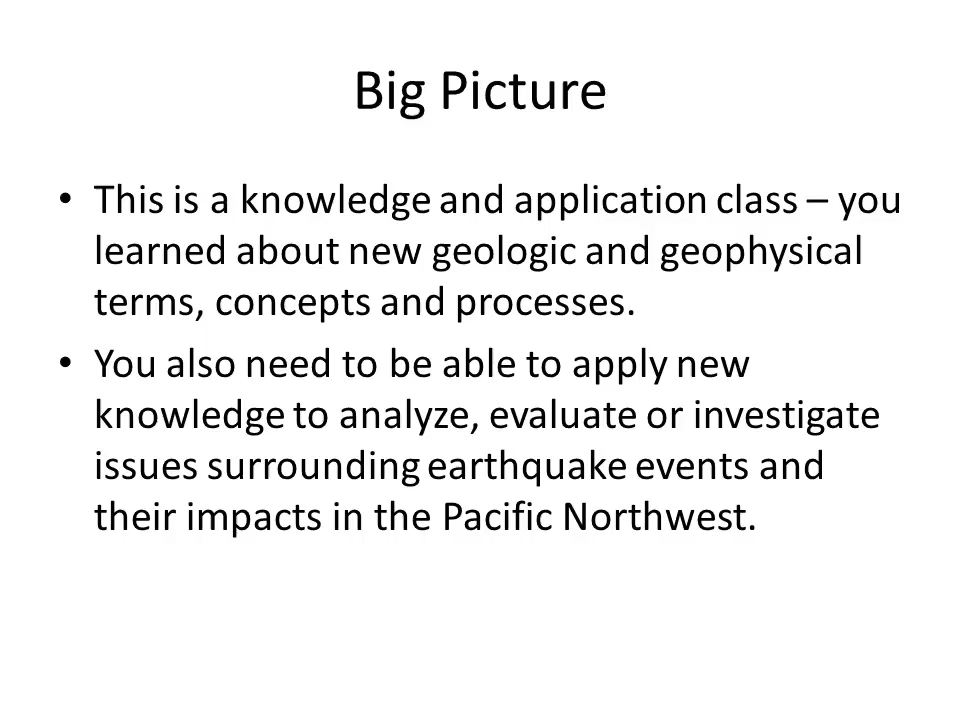 Big Picture
• This is a knowledge and application class – you
learned about new geologic and geophysical
terms, concepts and processes.
• You also need to be able to apply new
knowledge to analyze, evaluate or investigate
issues surrounding earthquake events and
their impacts in the Pacific Northwest.